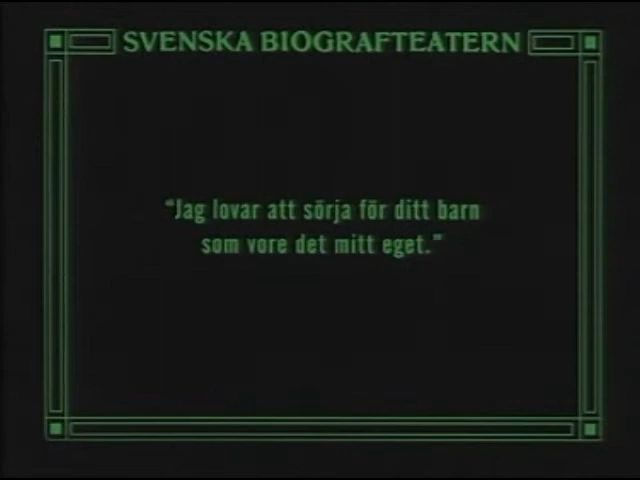 SVENSKA BIOGRAFTEATERN
"Jag lovar att sörja för ditt barn
som vore det mitt eget."